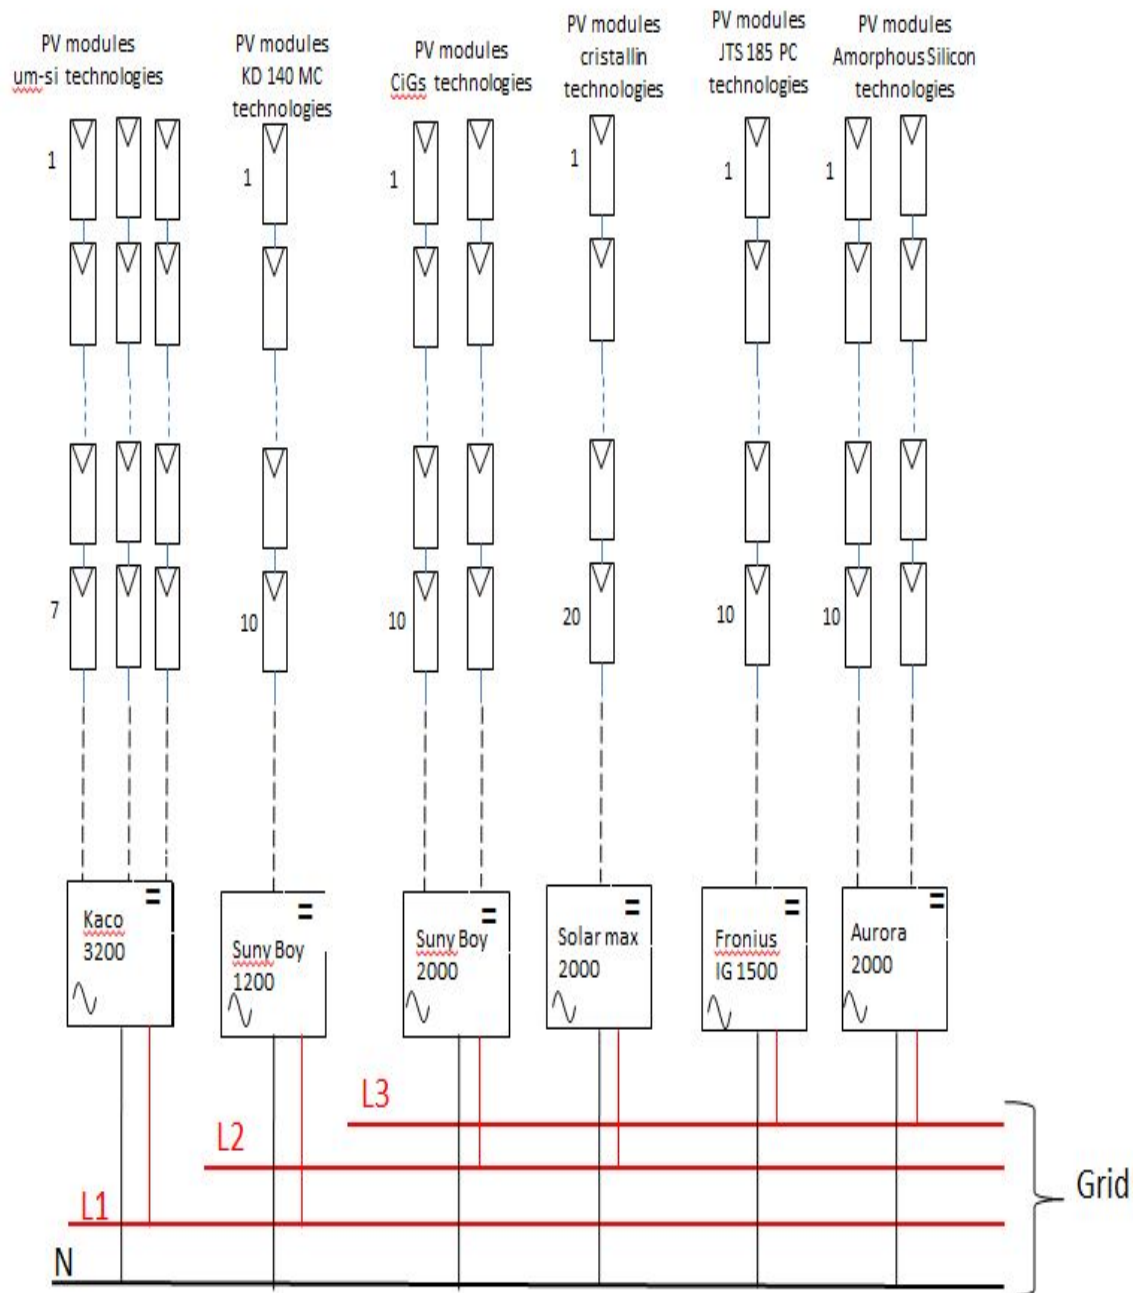 PV modules
um-si technologies
PV modules
KD 140 MC
technologies
PV modules
CiGs technologies
PV modules
cristallin
technologies
PV modules
JTS 185 PC
technologies
PV modules
Amorphous Silicon
technologies
1
1
1
1
1
1
7
10
10
20
10
10
Kaco
3200
Suny Boy
1200
Suny Boy
2000
Solar max
2000
Fronius
IG 1500
Aurora
2000
L3
L2
L1
N
Grid